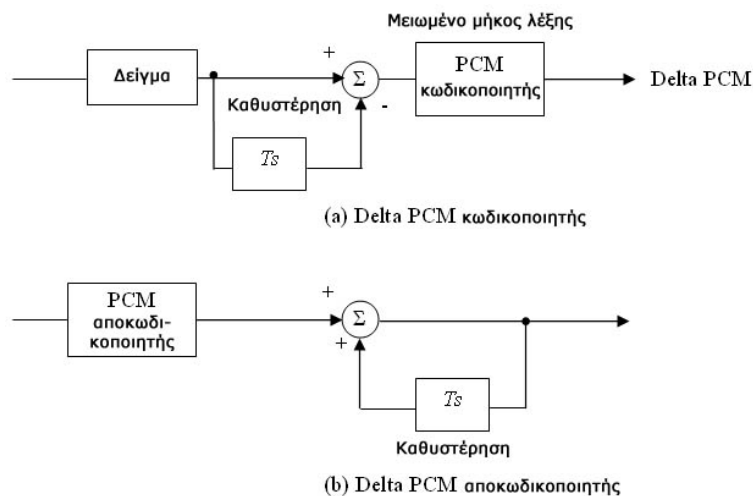 Μειωμένο μήκος λέξης
+
Δείγμα
Σ
PCM
κωδικοποιητής
Delta PCM
Καθυστέρηση
-
Ts
(a) Delta PCM κωδικοποιητής
PCM
αποκωδι-
κοποιητής
+
Σ
+
Ts
Καθυστέρηση
(b) Delta PCM αποκωδικοποιητής